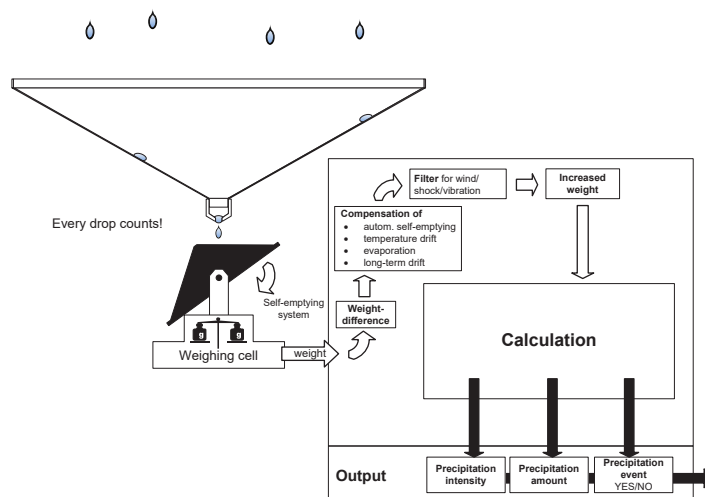 Every drop counts!
Self-emptying
system
g
g
Weighing cell
weight
Weight-
difference
Compensation of
• autom. self-emptying
• temperature drift
• evaporation
• long-term drift
Filter for wind/
shock/vibration
Increased
weight
Calculation
Output
Precipitation
intensity
Precipitation
amount
Precipitation
event
YES/NO